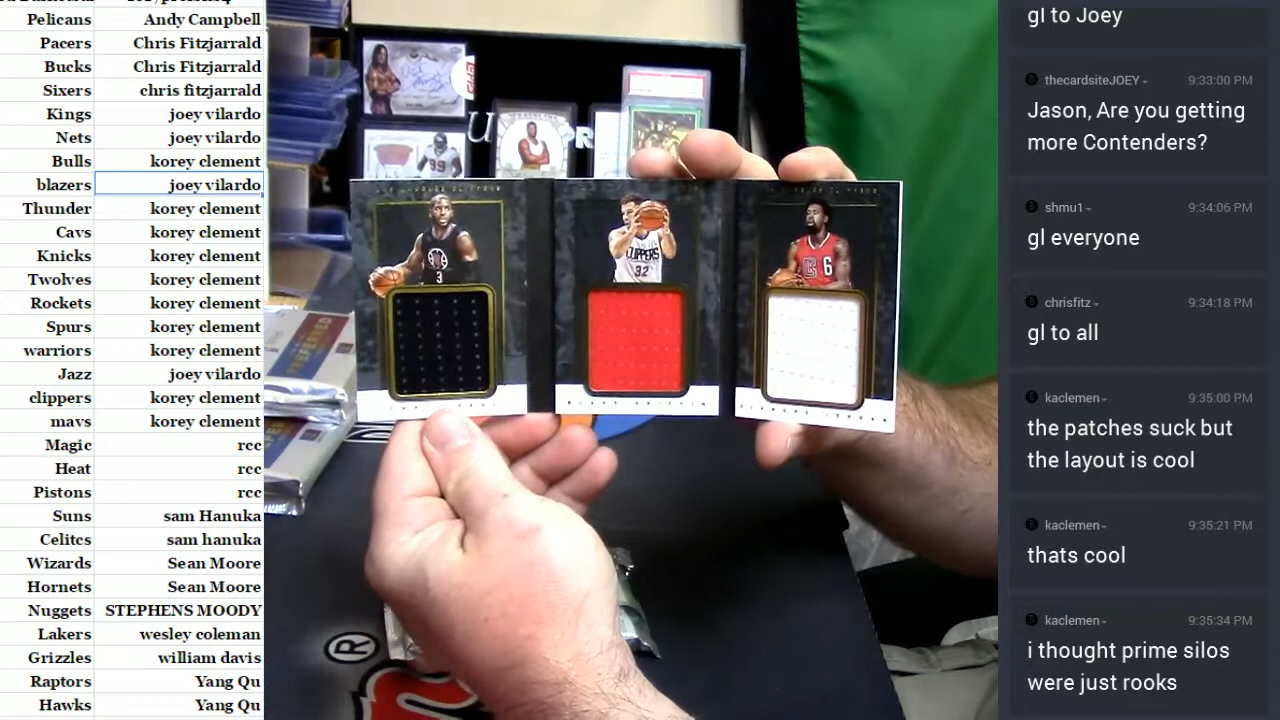 Pelicans Andy Campbell
Pacers Chris Fitzjarrald
Bucks Chris Fitzjarrald
Sixers chris fitzjarrald
Kings joey vilardo
Nets joey vilardo
Bulls korey clement
blazers joey vilardo
Thunder korey clement
Cavs korey clement
Knicks korey clement
Twolves korey clement
Rockets korey clement
Spurs korey clement
warriors korey clement
Jazz joey vilardo
clippers korey clement
mavs korey clement
Magic rcc
Heat rcc
Pistons rcc
Suns sam Hanuka
Celitcs sam hanuka
Wizards Sean Moore
Hornets Sean Moore
Nuggets STEPHENS MOODY
Lakers wesley coleman
Grizzles william davis
Raptors Yang Qu
Hawks Yang Qu
99
3
CLIPPERS
32
6
BLAKE GRIFFIN
DEANDRE JORDAN
®
gl to Joey
thecardsiteJOEY 9:33:00 PM
Jason, Are you getting
more Contenders?
shmu1 9:34:06 PM
gl everyone
chrisfitz 9:34:18 PM
gl to all
kaclemen 9:35:00 PM
the patches suck but
the layout is cool
kaclemen 9:35:21 PM
thats cool
kaclemen 9:35:34 PM
i thought prime silos
were just rooks